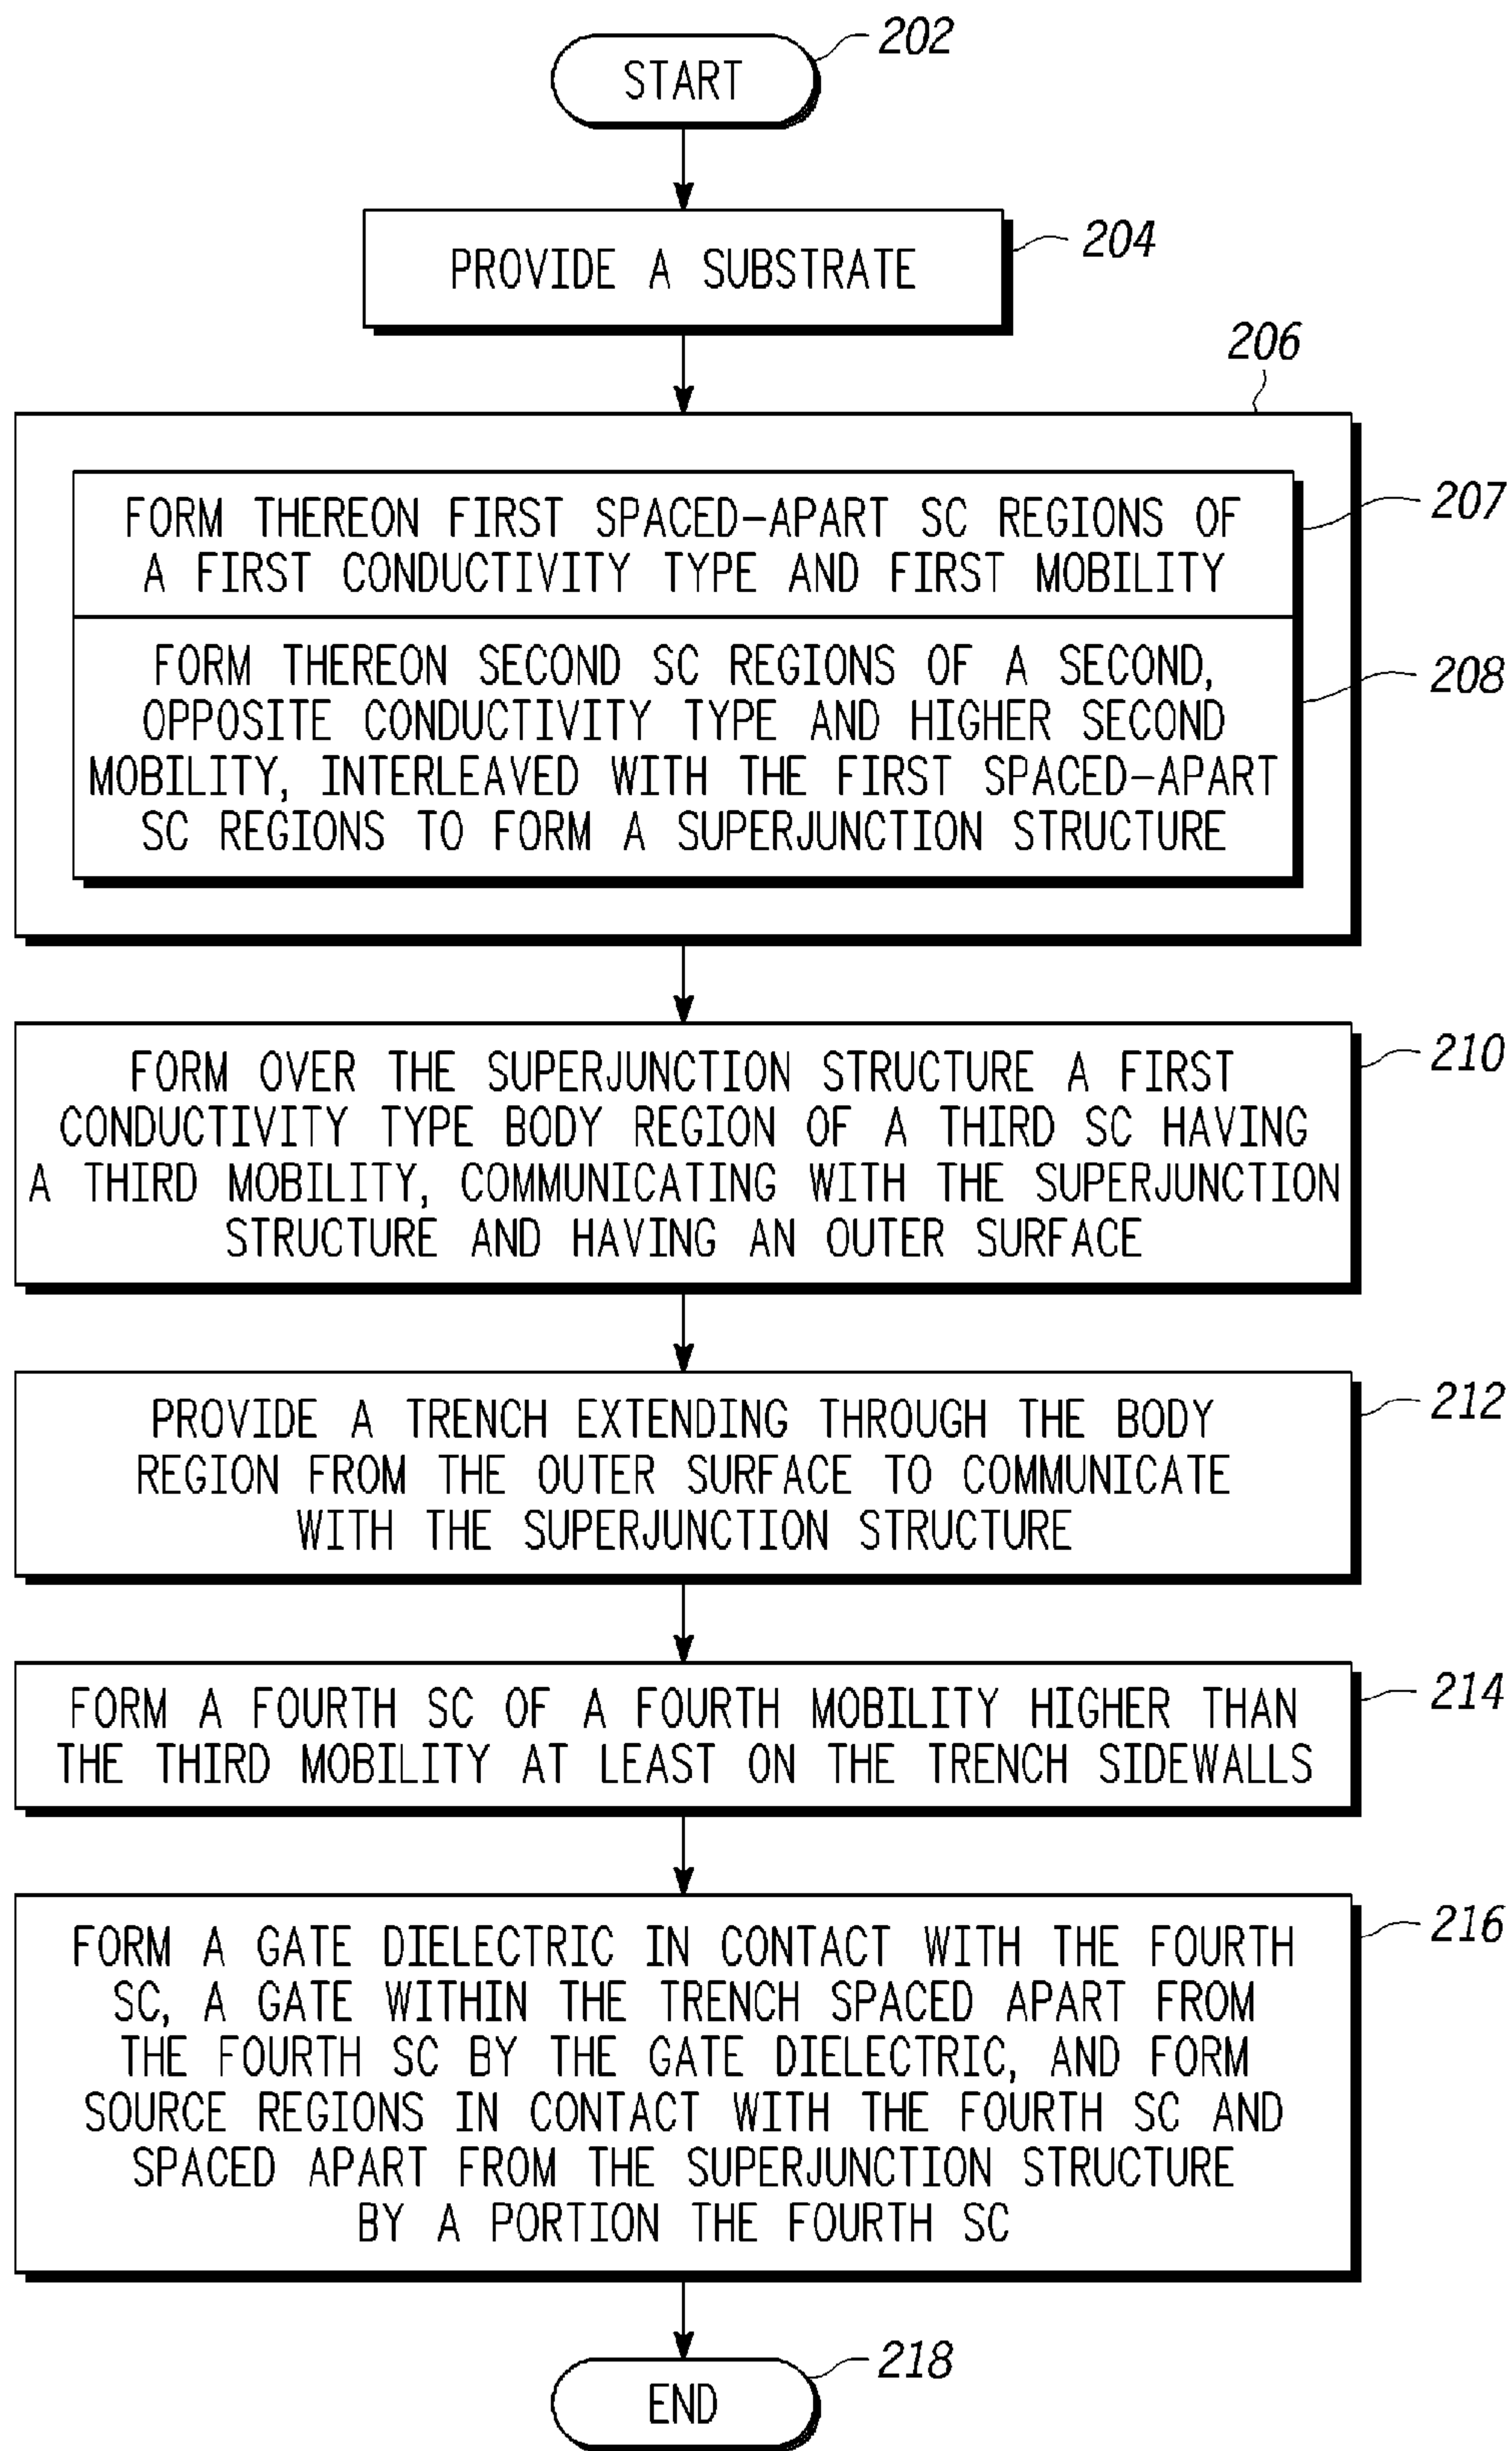 202
START
204
PROVIDE A SUBSTRATE
206
207
FORM THEREON FIRST SPACED-APART SC REGIONS OF
A FIRST CONDUCTIVITY TYPE AND FIRST MOBILITY
208
FORM THEREON SECOND SC REGIONS OF A SECOND,
OPPOSITE CONDUCTIVITY TYPE AND HIGHER SECOND
MOBILITY, INTERLEAVED WITH THE FIRST SPACED-APART
SC REGIONS TO FORM A SUPERJUNCTION STRUCTURE
210
FORM OVER THE SUPERJUNCTION STRUCTURE A FIRST
CONDUCTIVITY TYPE BODY REGION OF A THIRD SC HAVING
A THIRD MOBILITY, COMMUNICATING WITH THE SUPERJUNCTION
STRUCTURE AND HAVING AN OUTER SURFACE
212
PROVIDE A TRENCH EXTENDING THROUGH THE BODY
REGION FROM THE OUTER SURFACE TO COMMUNICATE
WITH THE SUPERJUNCTION STRUCTURE
214
FORM A FOURTH SC OF A FOURTH MOBILITY HIGHER THAN
THE THIRD MOBILITY AT LEAST ON THE TRENCH SIDEWALLS
216
FORM A GATE DIELECTRIC IN CONTACT WITH THE FOURTH
SC, A GATE WITHIN THE TRENCH SPACED APART FROM
THE FOURTH SC BY THE GATE DIELECTRIC, AND FORM
SOURCE REGIONS IN CONTACT WITH THE FOURTH SC AND
SPACED APART FROM THE SUPERJUNCTION STRUCTURE
BY A PORTION THE FOURTH SC
218
END